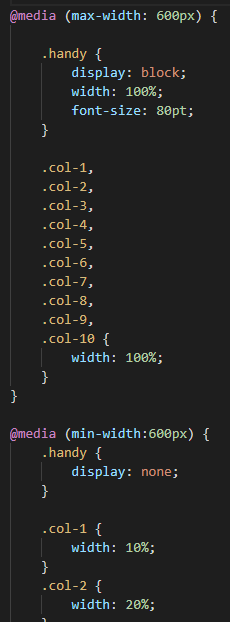 @media (max-width: 600px) {
.handy {
display: block;
width: 100%;
font-size: 80pt;
}
.col-1,
.col-2,
.col-3,
.col-4,
.col-5,
.col-6,
.col-7,
.col-8,
.col-9,
.col-10 {
width: 100%;
}
}
@media (min-width:600px) {
.handy {
display: none;
}
.col-1 {
width: 10%;
}
.col-2 {
width: 20%;
}